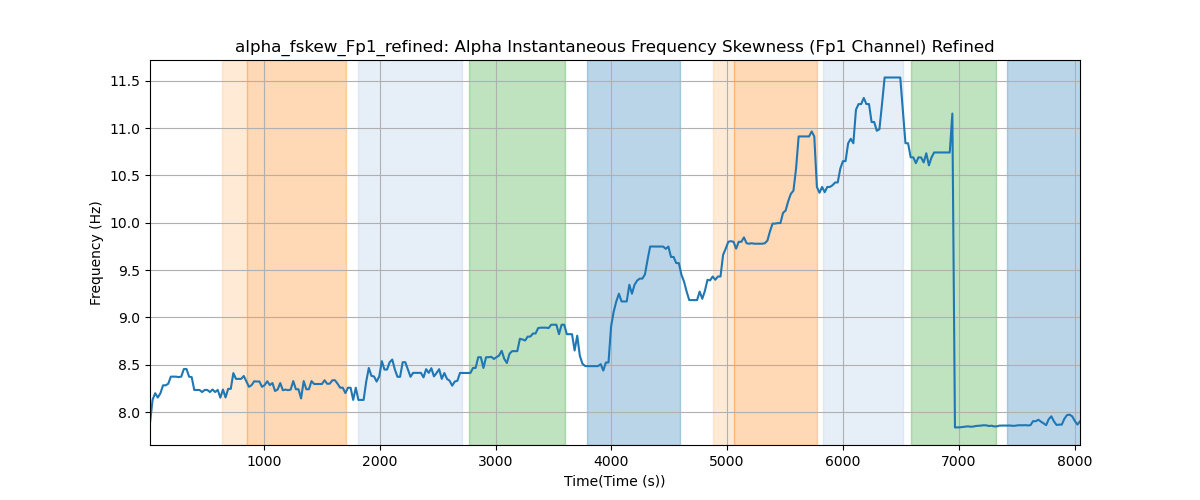 alpha_fskew_Fp1_refined: Alpha Instantaneous Frequency Skewness (Fp1 Channel) Refined
11.5
11.0
10.5
10.0
9.5
9.0
8.5
8.0
Frequency (Hz)
1000 2000 3000 4000 5000 6000 7000 8000
Time(Time (s))